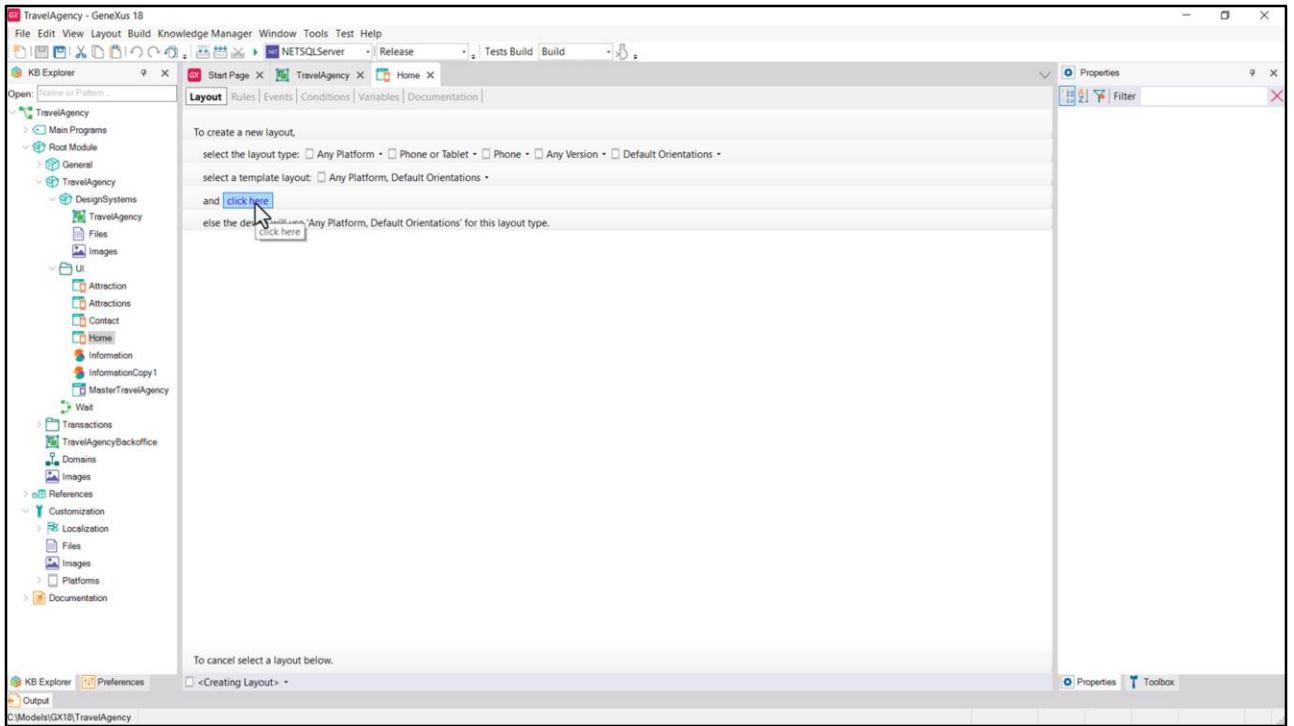 GX TravelAgency - GeneXus 18
File Edit View Layout Build Knowledge Manager Window Tools Test Help
NETSQLServer Release Tests Build Build
KB Explorer
Open: Name or Pattern...
TravelAgency
Main Programs
Root Module
General
TravelAgency
DesignSystems
TravelAgency
Files
Images
UI
Attraction
Attractions
Contact
Home
Information
InformationCopy1
MasterTravelAgency
Wait
Transactions
TravelAgencyBackoffice
Domains
Images
References
Customization
Localization
Files
Images
Platforms
Documentation
KB Explorer Preferences
GX Start Page TravelAgency Home
Layout Rules Events Conditions Variables Documentation
To create a new layout,
select the layout type: Any Platform Phone or Tablet Phone Any Version Default Orientations
select a template layout: Any Platform, Default Orientations
and click here
else the device will use 'Any Platform, Default Orientations' for this layout type.
click here
To cancel select a layout below.
<Creating Layout>
Properties
Filter
Properties Toolbox
Output
C:\Models\GX18\TravelAgency